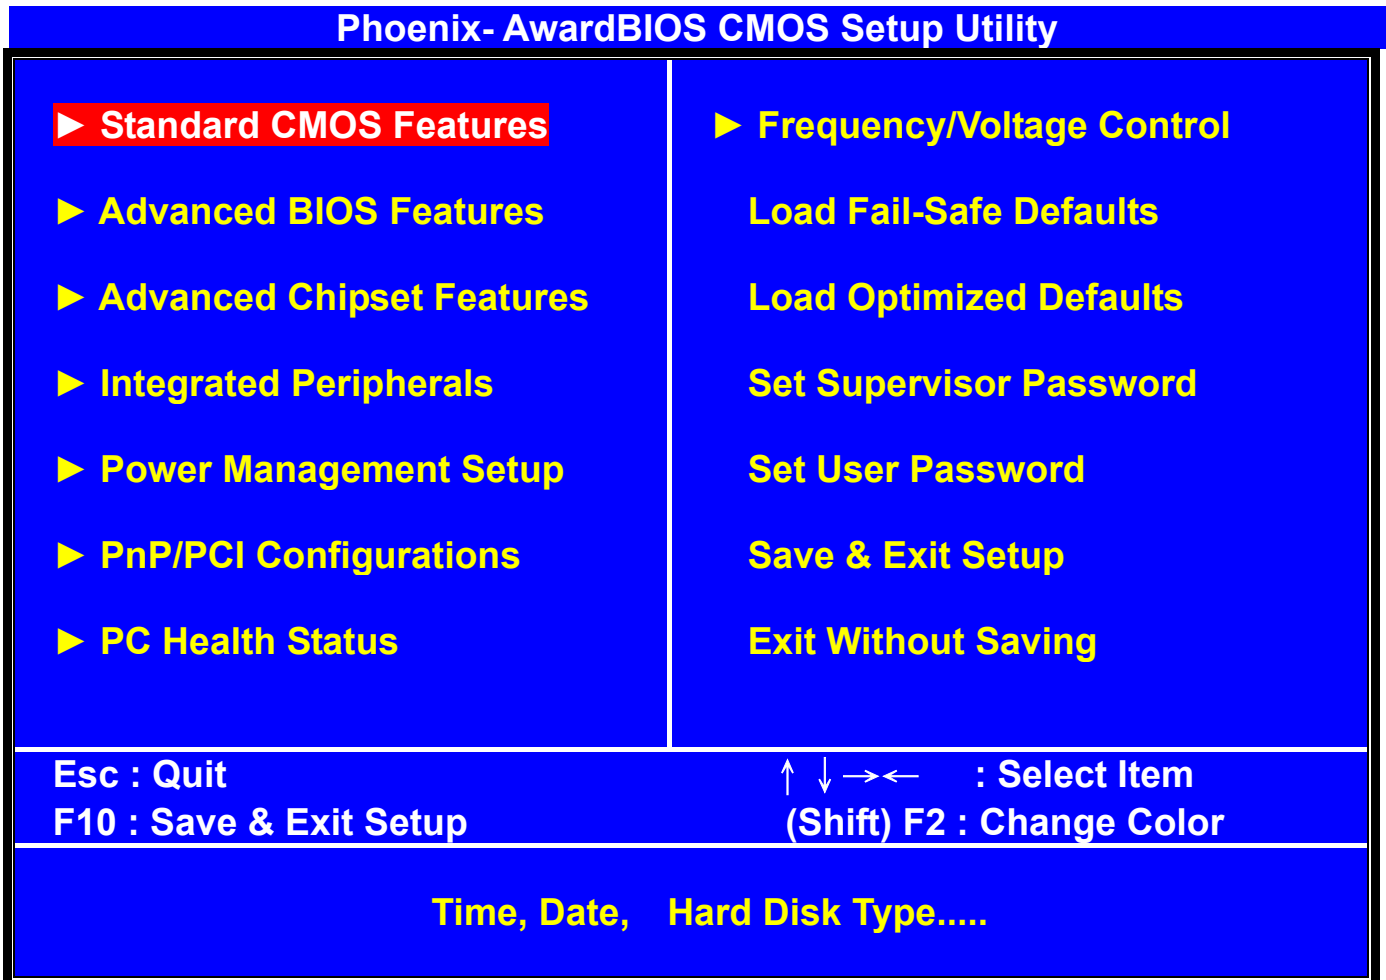 Phoenix- AwardBIOS CMOS Setup Utility
► Standard CMOS Features
► Advanced BIOS Features
► Advanced Chipset Features
► Integrated Peripherals
► Power Management Setup
► PnP/PCI Configurations
► PC Health Status
► Frequency/Voltage Control
Load Fail-Safe Defaults
Load Optimized Defaults
Set Supervisor Password
Set User Password
Save & Exit Setup
Exit Without Saving
Esc : Quit
F10 : Save & Exit Setup
↑ ↓ → ← : Select Item
(Shift) F2 : Change Color
Time, Date, Hard Disk Type.....